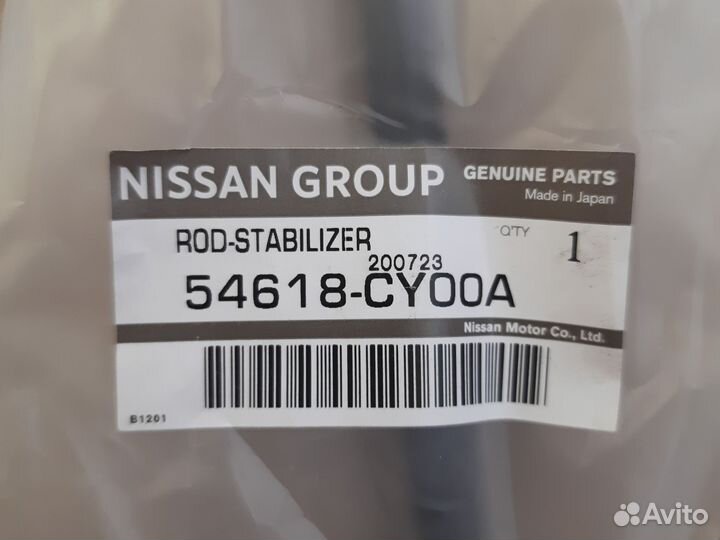 NISSAN GROUP GENUINE PARTS
Made in Japan
ROD-STABILIZER Q'TY 1
200723
54618-CY00A
Nissan Motor Co., Ltd.
B1201
Avito